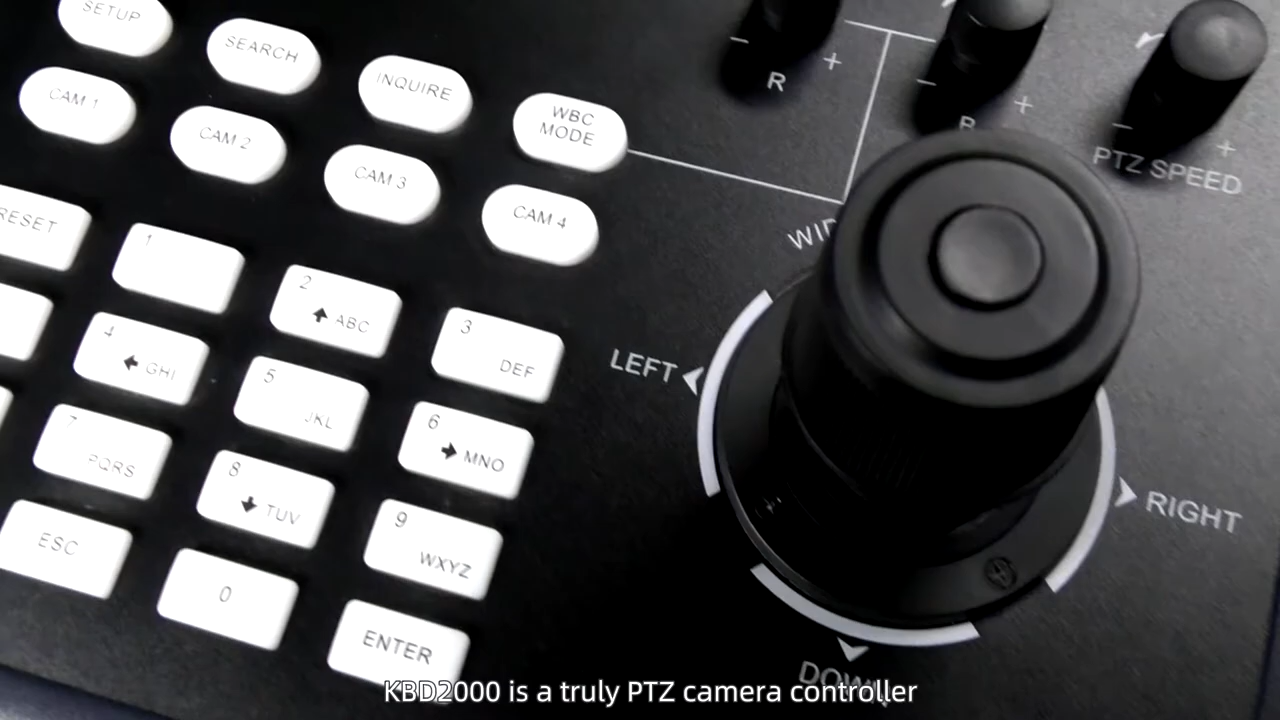 SETUP
SEARCH
INQUIRE
WBC
MODE
CAM 1
CAM 2
CAM 3
CAM 4
RESET
1
2 ABC
3 DEF
4 GHI
5 JKL
6 MNO
7 PQRS
8 TUV
9 WXYZ
ESC
0
ENTER
- R +
- B +
- +
PTZ SPEED
LEFT
RIGHT
DOWN
KBD2000 is a truly PTZ camera controller